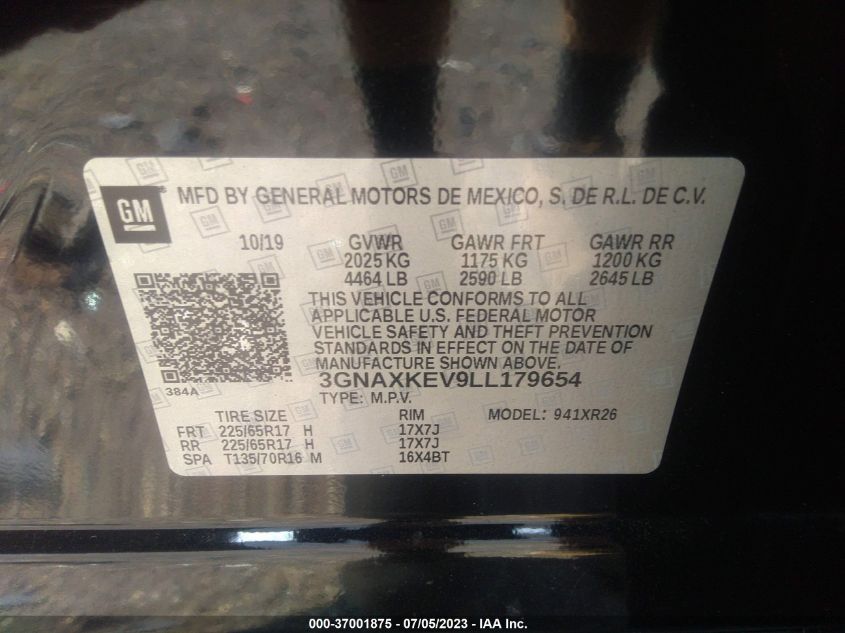 GM
MFD BY GENERAL MOTORS DE MEXICO, S. DE R.L. DE C.V.
10/19 GVWR GAWR FRT GAWR RR
2025 KG 1175 KG 1200 KG
4464 LB 2590 LB 2645 LB
THIS VEHICLE CONFORMS TO ALL
APPLICABLE U.S. FEDERAL MOTOR
VEHICLE SAFETY AND THEFT PREVENTION
STANDARDS IN EFFECT ON THE DATE OF
MANUFACTURE SHOWN ABOVE.
384A
3GNAXKEV9LL179654
TYPE: M.P.V.
TIRE SIZE RIM MODEL: 941XR26
FRT 225/65R17 H 17X7J
RR 225/65R17 H 17X7J
SPA T135/70R16 M 16X4BT
000-37001875 - 07/05/2023 - IAA Inc.